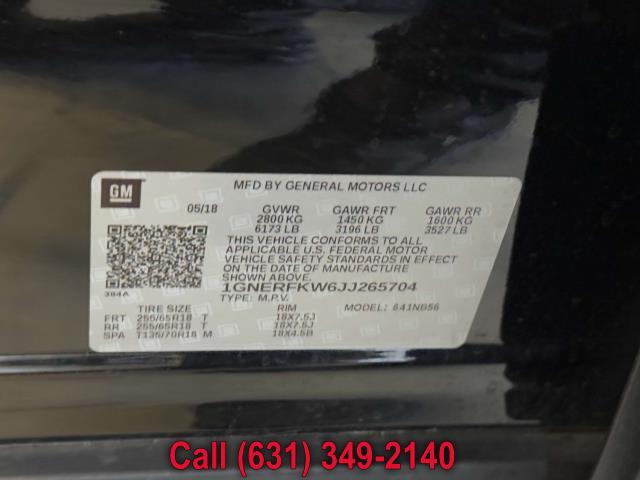 GM
MFD BY GENERAL MOTORS LLC
05/18 GVWR GAWR FRT GAWR RR
2800 KG 1450 KG 1600 KG
6173 LB 3196 LB 3527 LB
THIS VEHICLE CONFORMS TO ALL
APPLICABLE U.S. FEDERAL MOTOR
VEHICLE SAFETY STANDARDS IN EFFECT
ON THE DATE OF MANUFACTURE
SHOWN ABOVE.
384A 1GNERFKW6JJ265704
TYPE: M.P.V. MODEL: 641NB56
TIRE SIZE RIM
FRT 255/65R18 T 18X7.5J
RR 255/65R18 T 18X7.5J
SPA T135/70R18 M 18X4.5B
Call (631) 349-2140